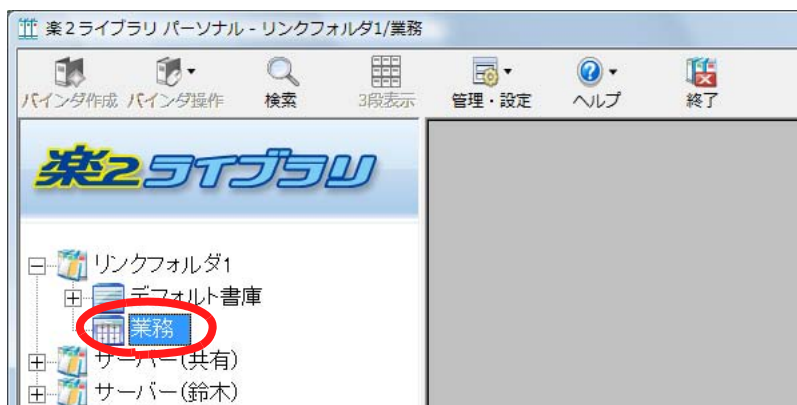 楽２ライブラリ パーソナル - リンクフォルダ1/業務
バインダ作成 バインダ操作 検索 3段表示 管理・設定 ヘルプ 終了
楽2ライブラリ
リンクフォルダ1
デフォルト書庫
業務
サーバー(共有)
サーバー(鈴木)